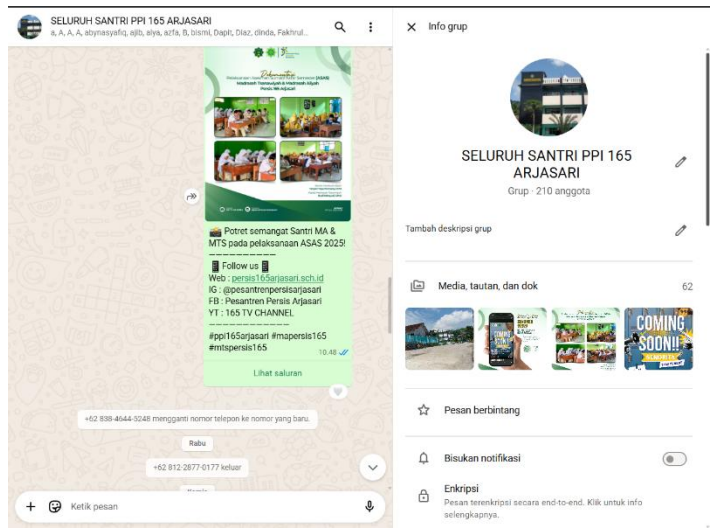 SELURUH SANTRI PPI 165 ARJASARI
a, A, A, A, abynasyafiq, ajib, alya, azfa, B, bismi, Dapit, Diaz, dinda, Fakhrul...
Dokumentasi
Madrasah Tsanawiyah & Madrasah Aliyah
📸 Potret semangat Santri MA &
MTS pada pelaksanaan ASAS 2025!
——————————
📱 Follow us 📱
Web : persis165arjasari.sch.id
IG : @pesantrenpersisarjasari
FB : Pesantren Persis Arjasari
YT : 165 TV CHANNEL
——————————
#ppi165arjasari #mapersis165
#mtspersis165
10.48
Lihat saluran
+62 838-4644-5248 mengganti nomor telepon ke nomor yang baru.
Rabu
+62 812-2877-0177 keluar
Ketik pesan
Info grup
SELURUH SANTRI PPI 165
ARJASARI
Grup · 210 anggota
Tambah deskripsi grup
Media, tautan, dan dok
62
COMING
SOON!!
Pesan berbintang
Bisukan notifikasi
Enkripsi
Pesan terenkripsi secara end-to-end. Klik untuk info
selengkapnya.